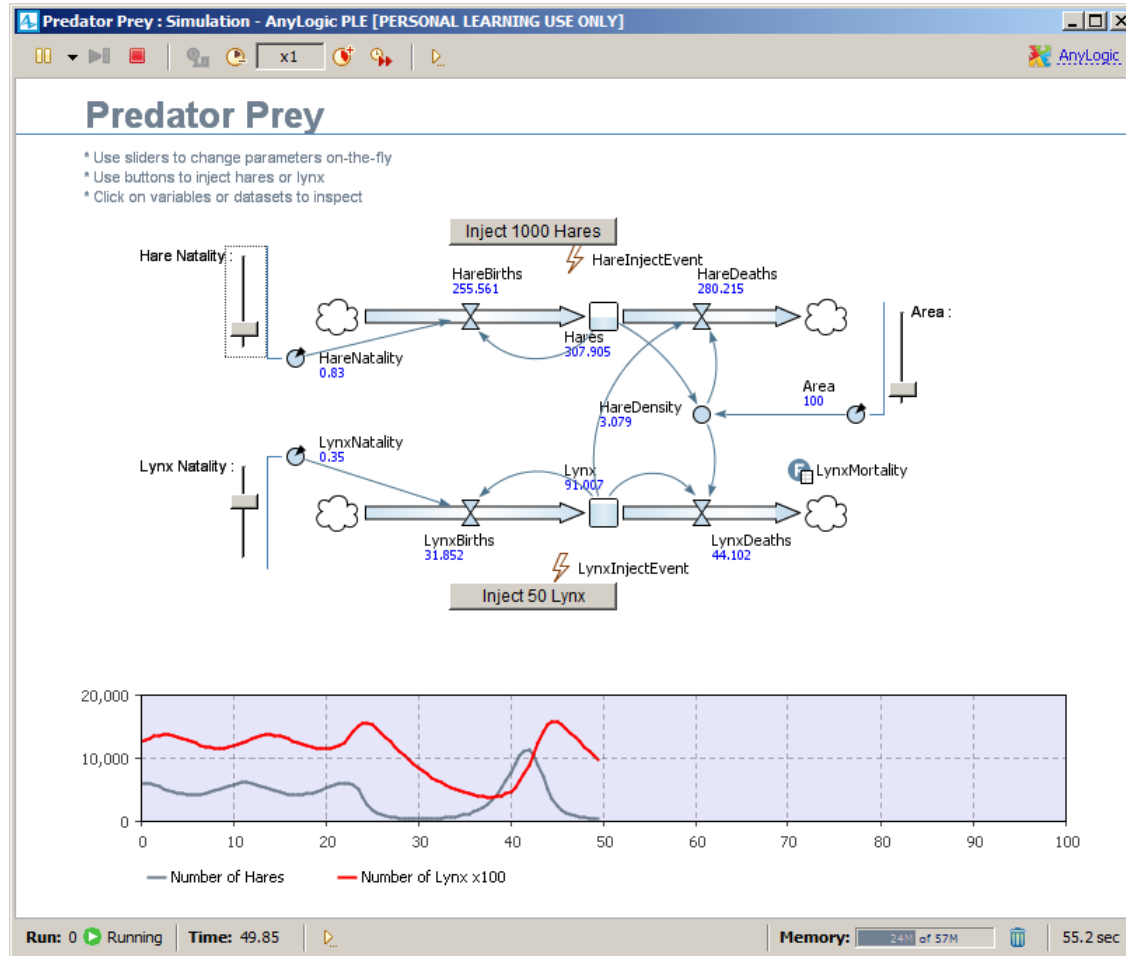 Predator Prey : Simulation - AnyLogic PLE [PERSONAL LEARNING USE ONLY]
x1
AnyLogic
Predator Prey
* Use sliders to change parameters on-the-fly
* Use buttons to inject hares or lynx
* Click on variables or datasets to inspect
Inject 1000 Hares
Hare Natality :
HareInjectEvent
HareBirths
255.561
HareDeaths
280.215
Area :
Hares
307.905
HareNatality
0.83
Area
100
HareDensity
3.079
LynxNatality
0.35
Lynx Natality :
Lynx
91.007
LynxMortality
LynxBirths
31.852
LynxDeaths
44.102
LynxInjectEvent
Inject 50 Lynx
20,000
10,000
0
0 10 20 30 40 50 60 70 80 90 100
Number of Hares Number of Lynx x100
Run: 0 Running Time: 49.85 Memory: 24M of 57M 55.2 sec